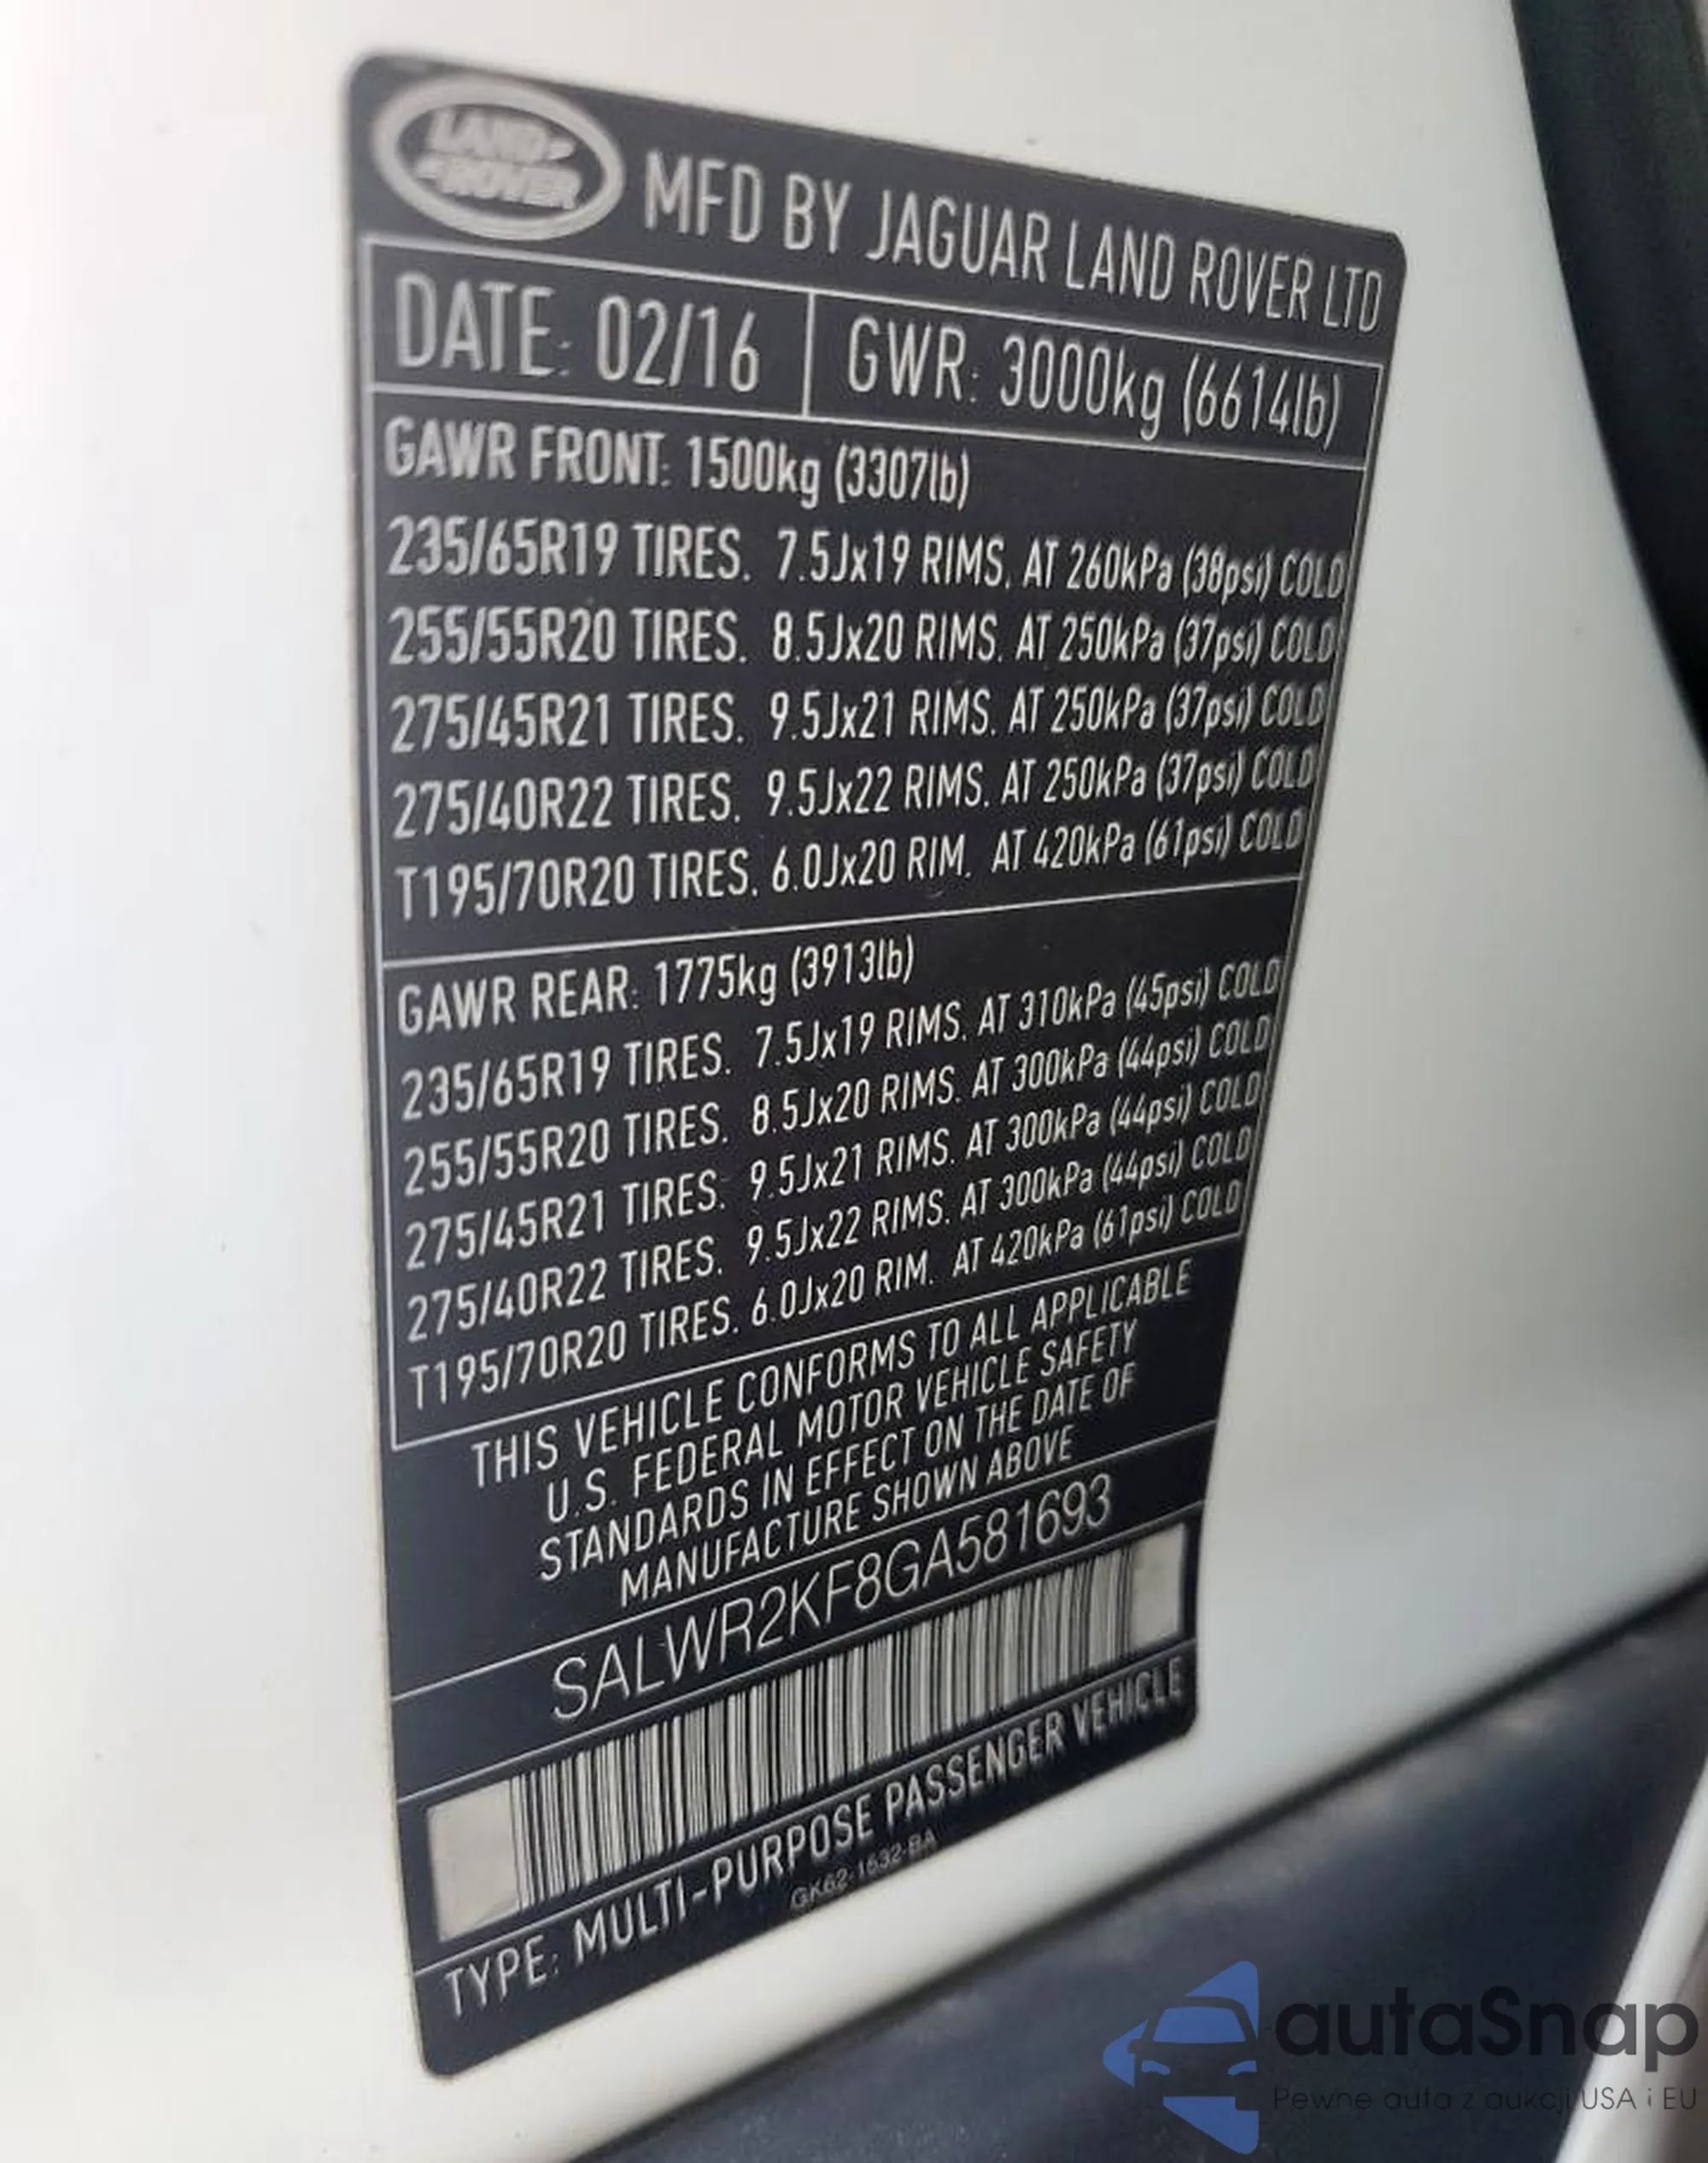 LAND
ROVER
MFD BY JAGUAR LAND ROVER LTD
DATE: 02/16
GWR: 3000kg (6614lb)
GAWR FRONT: 1500kg (3307lb)
235/65R19 TIRES. 7.5Jx19 RIMS. AT 260kPa (38psi) COLD
255/55R20 TIRES. 8.5Jx20 RIMS. AT 250kPa (37psi) COLD
275/45R21 TIRES. 9.5Jx21 RIMS. AT 250kPa (37psi) COLD
275/40R22 TIRES. 9.5Jx22 RIMS. AT 250kPa (37psi) COLD
T195/70R20 TIRES. 6.0Jx20 RIM. AT 420kPa (61psi) COLD
GAWR REAR: 1775kg (3913lb)
235/65R19 TIRES. 7.5Jx19 RIMS. AT 310kPa (45psi) COLD
255/55R20 TIRES. 8.5Jx20 RIMS. AT 300kPa (44psi) COLD
275/45R21 TIRES. 9.5Jx21 RIMS. AT 300kPa (44psi) COLD
275/40R22 TIRES. 9.5Jx22 RIMS. AT 300kPa (44psi) COLD
T195/70R20 TIRES. 6.0Jx20 RIM. AT 420kPa (61psi) COLD
THIS VEHICLE CONFORMS TO ALL APPLICABLE
U.S. FEDERAL MOTOR VEHICLE SAFETY
STANDARDS IN EFFECT ON THE DATE OF
MANUFACTURE SHOWN ABOVE
SALWR2KF8GA581693
TYPE: MULTI-PURPOSE PASSENGER VEHICLE
GK62-1532-BA
autaSnap
Pewne auta z aukcji USA i EU